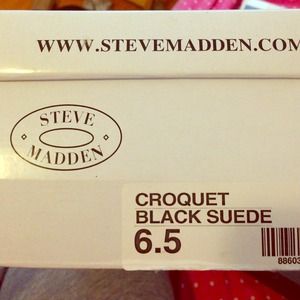 WWW.STEVEMADDEN.COM
STEVE
MADDEN
CROQUET
BLACK SUEDE
6.5
88603